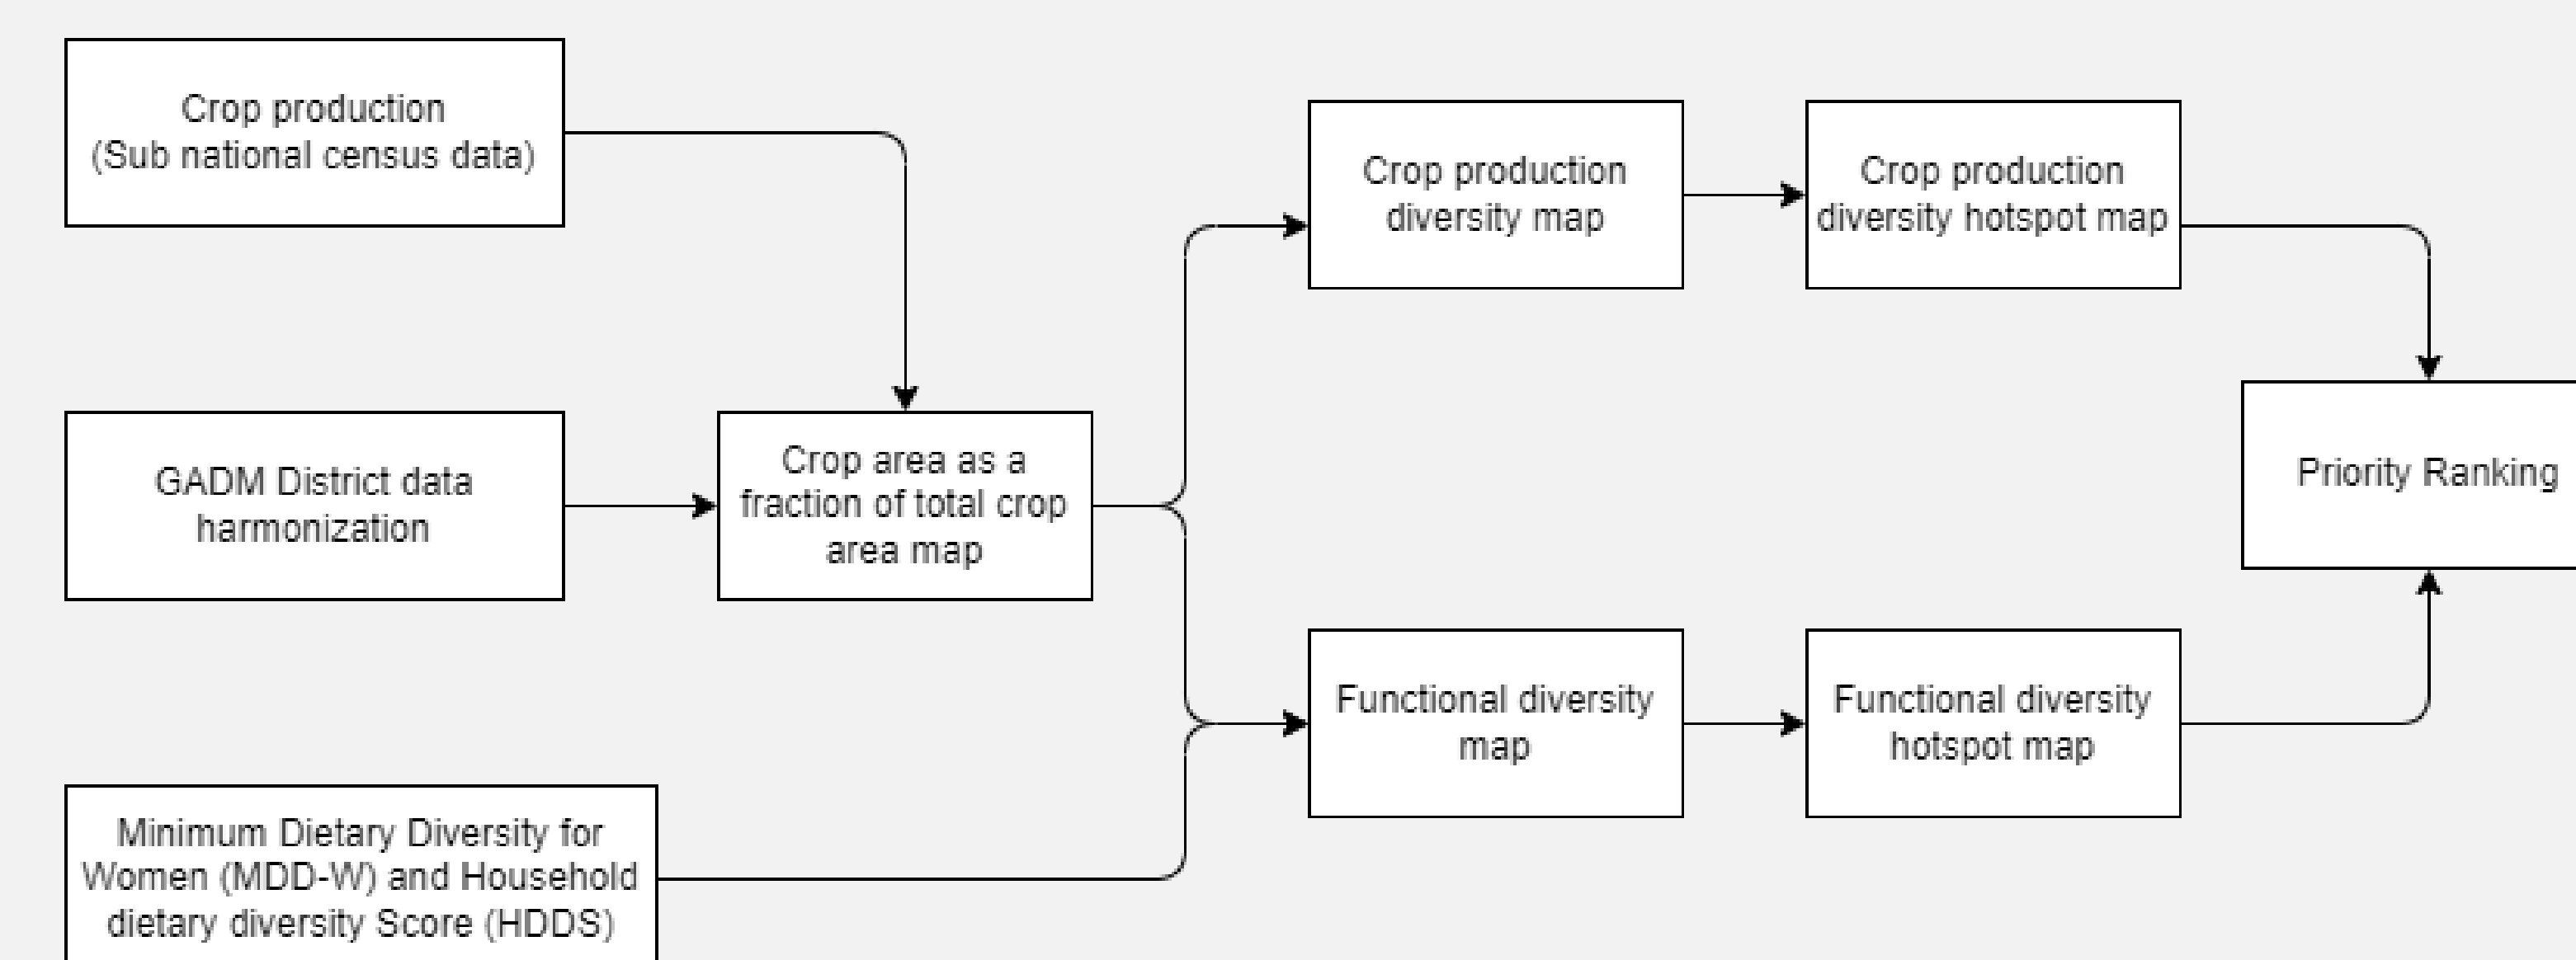 Crop production
(Sub national census data)
Crop production
diversity map
Crop production
diversity hotspot map
GADM District data
harmonization
Crop area as a
fraction of total crop
area map
Priority Ranking
Functional diversity
map
Functional diversity
hotspot map
Minimum Dietary Diversity for
Women (MDD-W) and Household
dietary diversity Score (HDDS)